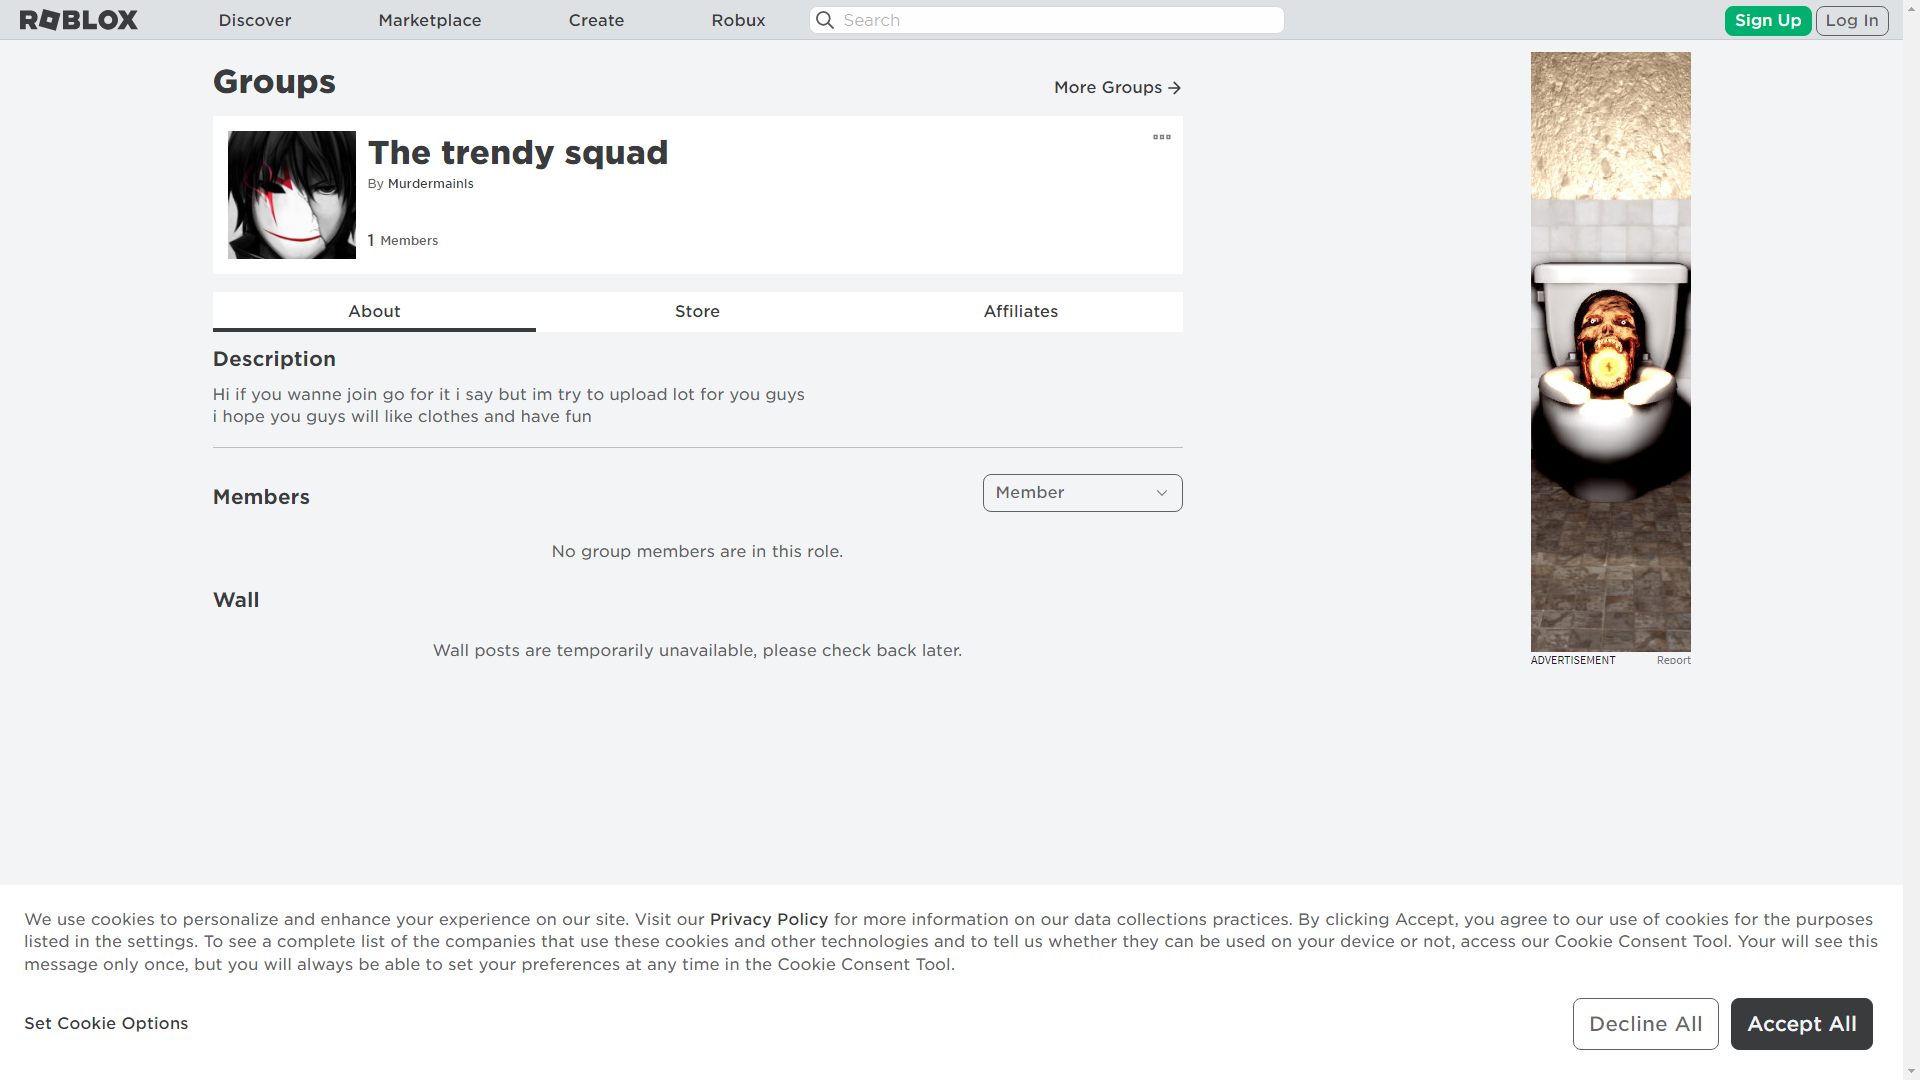 ROBLOX
Discover
Marketplace
Create
Robux
Search
Sign Up
Log In
Groups
More Groups
The trendy squad
By Murdermainls
1 Members
About
Store
Affiliates
Description
Hi if you wanne join go for it i say but im try to upload lot for you guys
i hope you guys will like clothes and have fun
Members
Member
No group members are in this role.
Wall
Wall posts are temporarily unavailable, please check back later.
ADVERTISEMENT
Report
We use cookies to personalize and enhance your experience on our site. Visit our Privacy Policy for more information on our data collections practices. By clicking Accept, you agree to our use of cookies for the purposes
listed in the settings. To see a complete list of the companies that use these cookies and other technologies and to tell us whether they can be used on your device or not, access our Cookie Consent Tool. Your will see this
message only once, but you will always be able to set your preferences at any time in the Cookie Consent Tool.
Set Cookie Options
Decline All
Accept All